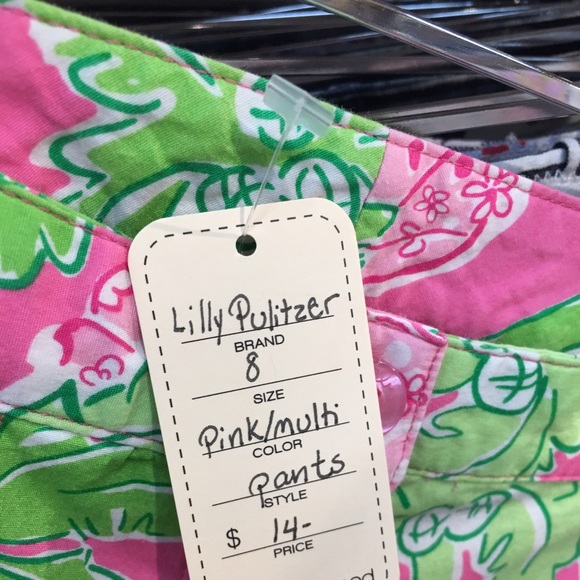 Lilly Pulitzer
BRAND
8
SIZE
Pink/multi
COLOR
pants
STYLE
$ 14-
PRICE